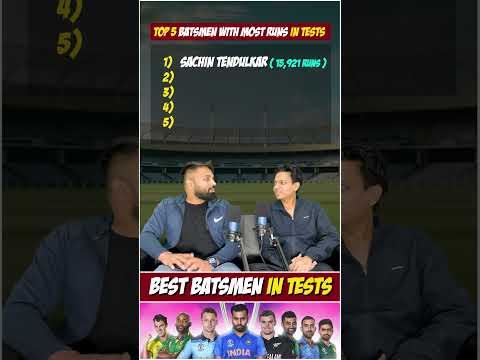 TOP 5 BATSMEN WITH MOST RUNS IN TESTS
1) SACHIN TENDULKAR ( 15,921 RUNS )
2)
3)
4)
5)
BEST BATSMEN IN TESTS
INDIA
4)
5)